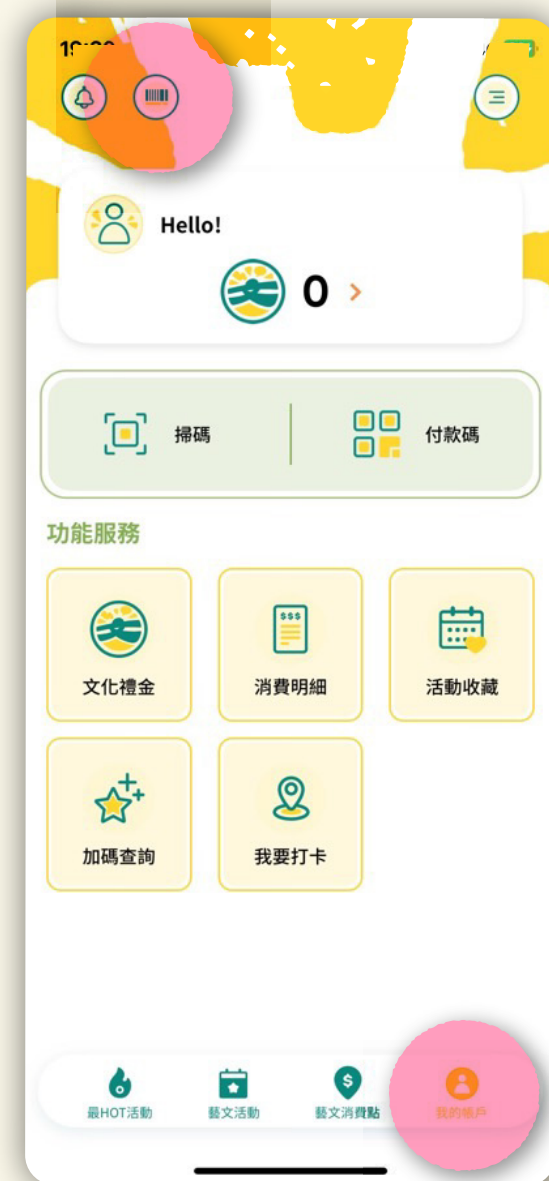 Hello!
0
掃碼
付款碼
功能服務
$$$
文化禮金
消費明細
活動收藏
加碼查詢
我要打卡
$
最HOT活動
藝文活動
藝文消費點
我的帳戶